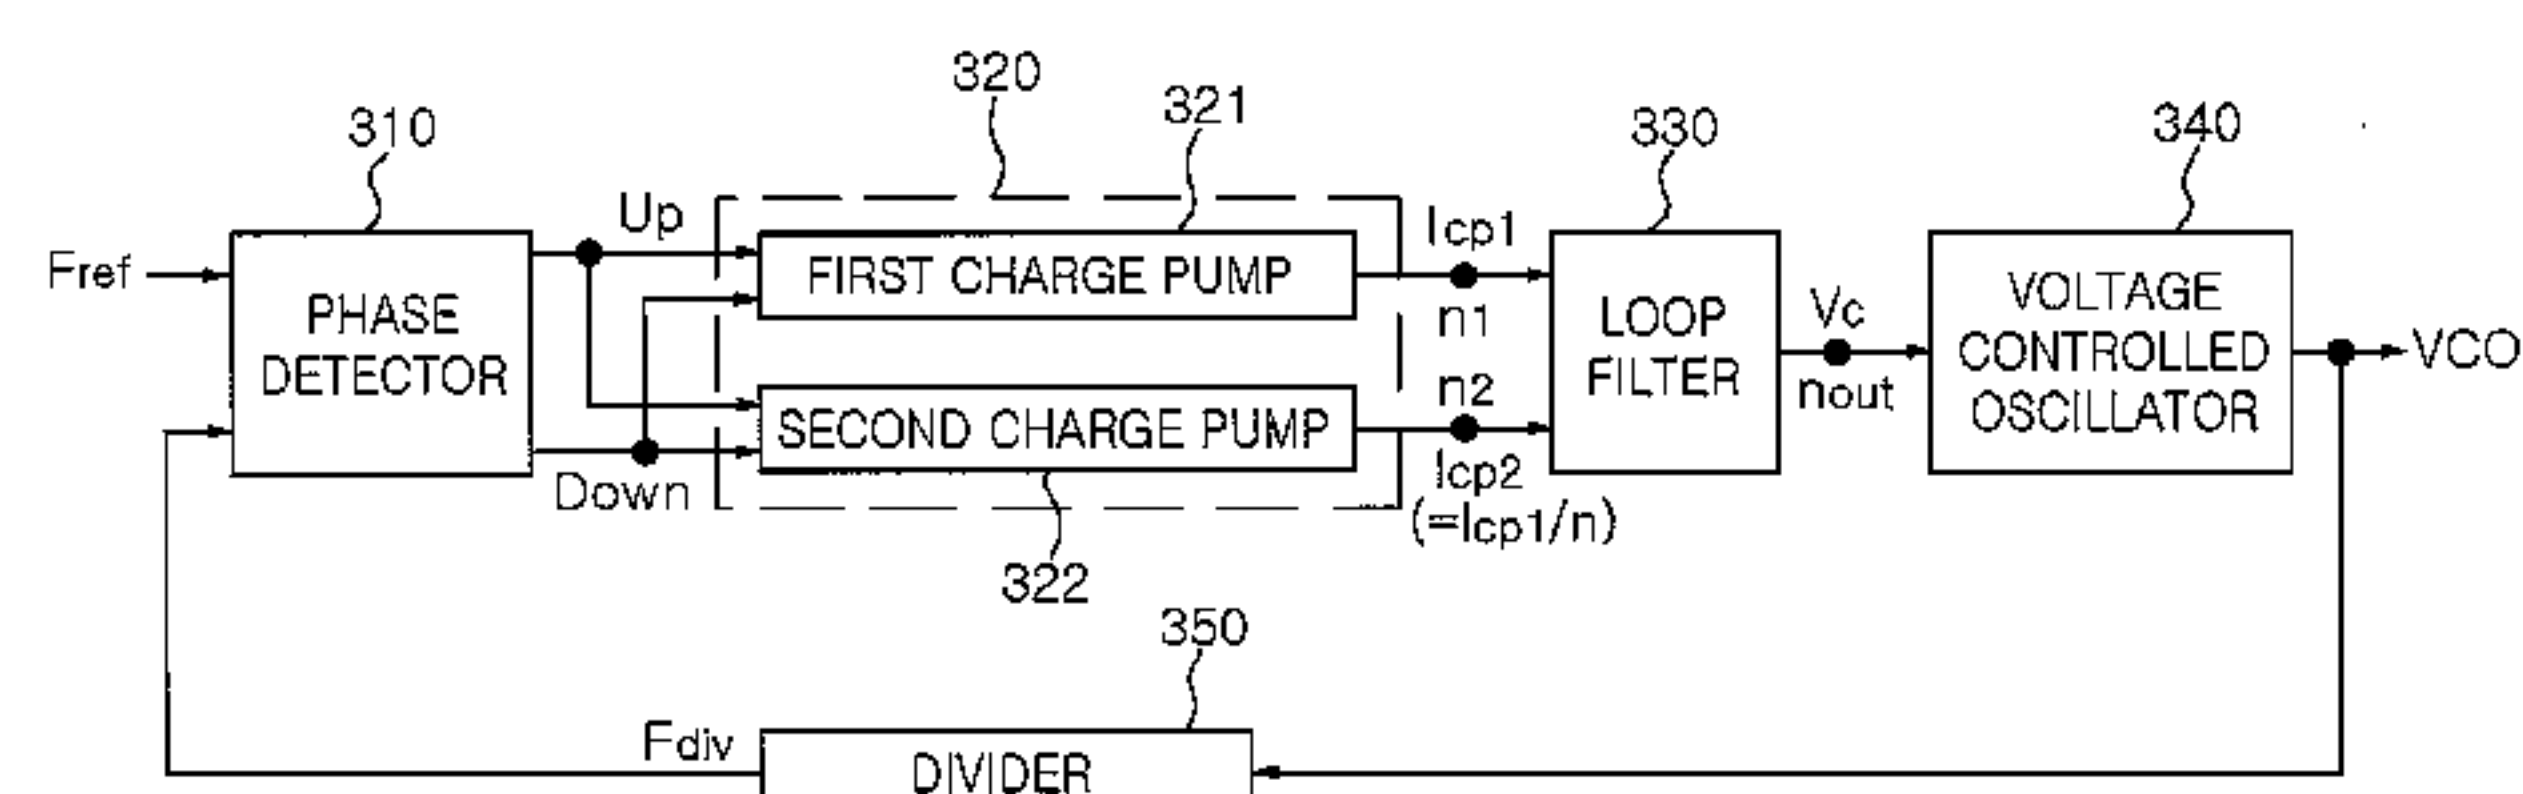 320
321
310
330
340
Up
Icp1
Fref
FIRST CHARGE PUMP
PHASE
DETECTOR
n1
LOOP
FILTER
Vc
nout
VOLTAGE
CONTROLLED
OSCILLATOR
VCO
n2
SECOND CHARGE PUMP
Down
Icp2
(=Icp1/n)
322
350
Fdiv
DIVIDER